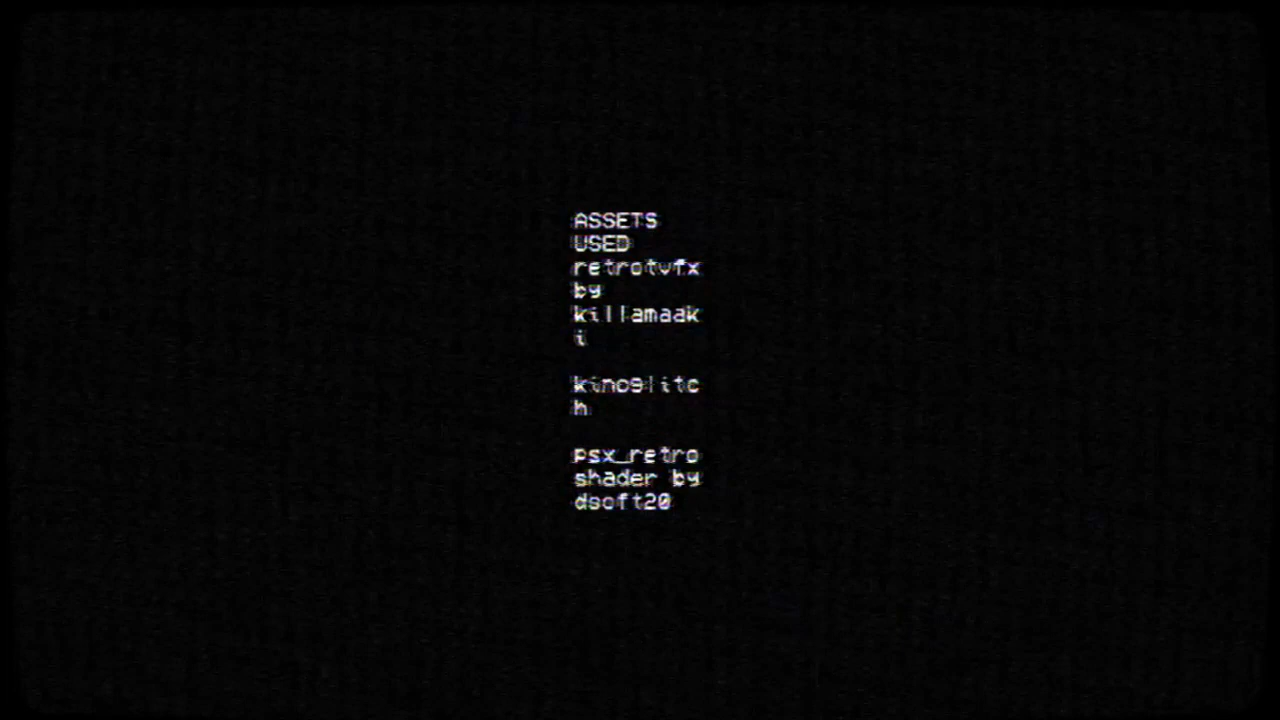 ASSETS
USED
retrotvfx
by
killamaak
i
kinoglitc
h
psx_retro
shader by
dsoft20